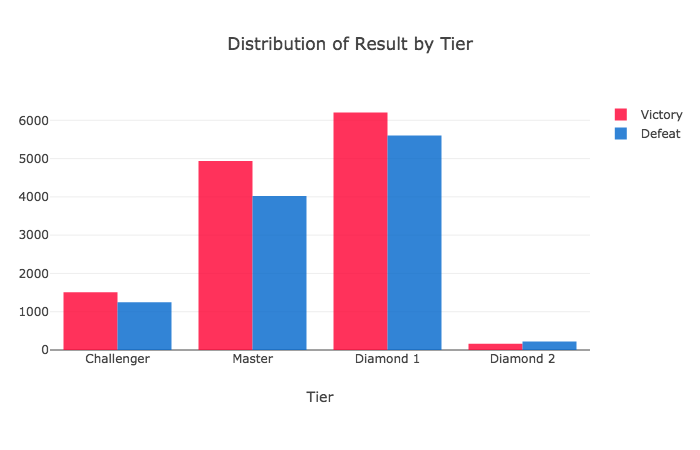 Distribution of Result by Tier
Victory
Defeat
6000
5000
4000
3000
2000
1000
0
Challenger
Master
Diamond 1
Diamond 2
Tier